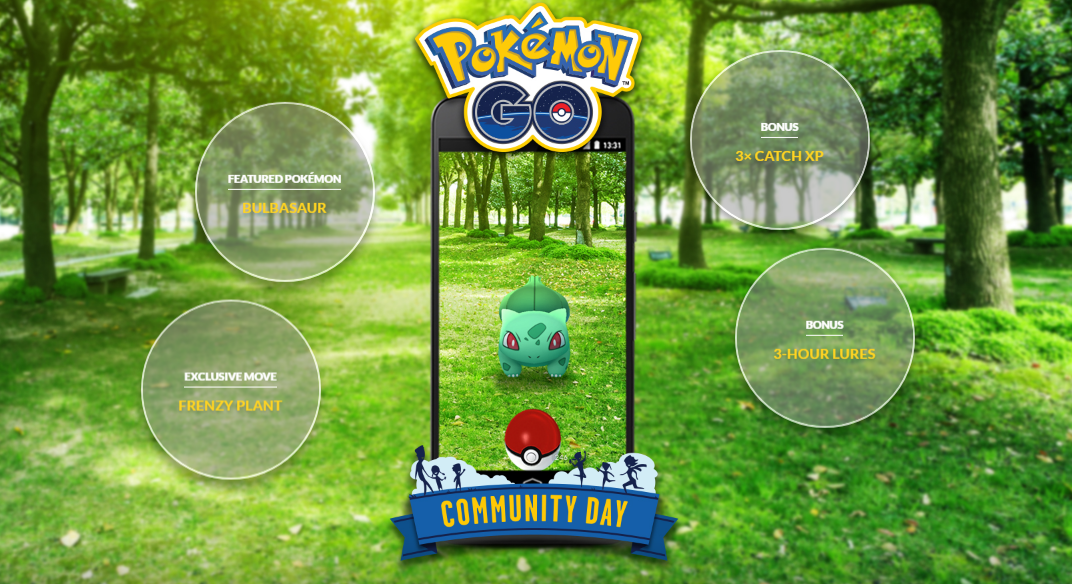 POKéMON
GO
™
13:31
FEATURED POKÉMON
BULBASAUR
EXCLUSIVE MOVE
FRENZY PLANT
BONUS
3× CATCH XP
BONUS
3-HOUR LURES
COMMUNITY DAY